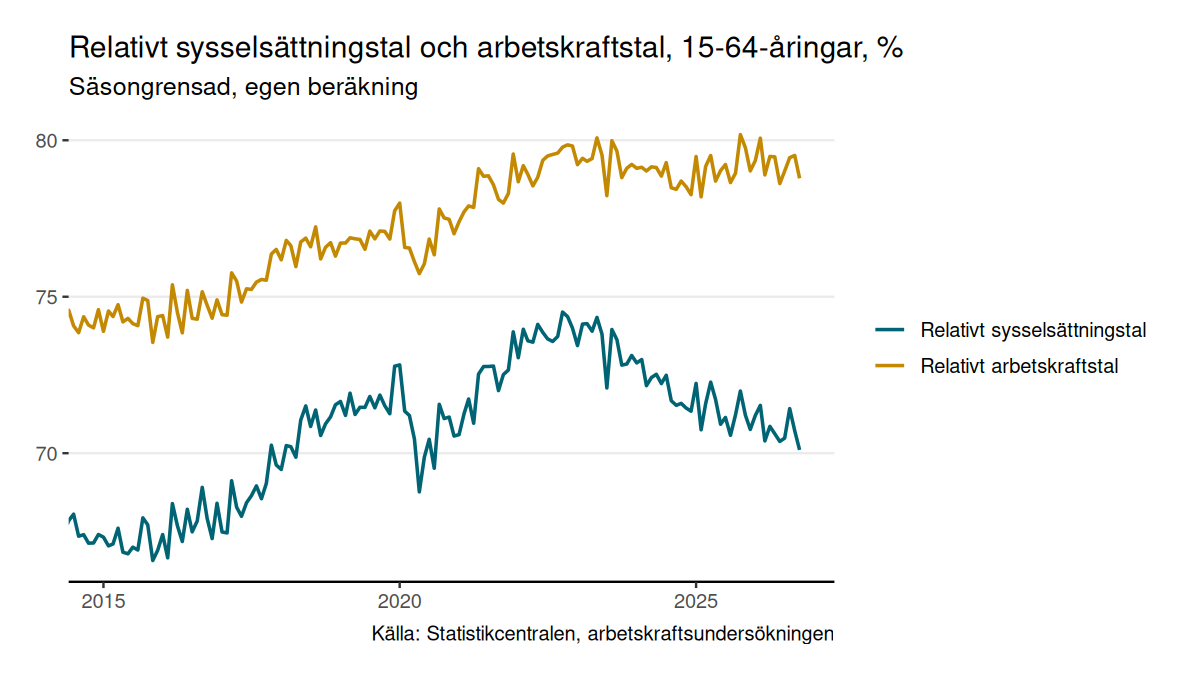 Relativt sysselsättningstal och arbetskraftstal, 15-64-åringar, %
Säsongrensad, egen beräkning
80
75
70
2015
2020
2025
Relativt sysselsättningstal
Relativt arbetskraftstal
Källa: Statistikcentralen, arbetskraftsundersökningen